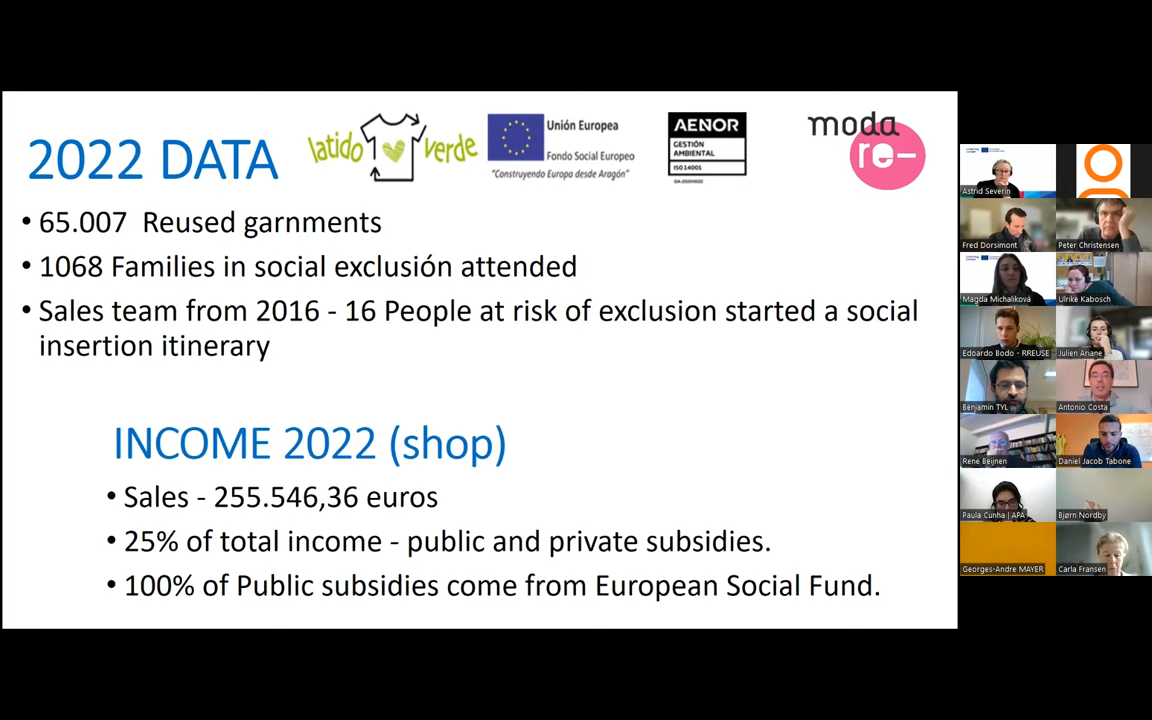 2022 DATA
latido verde
Unión Europea
Fondo Social Europeo
"Construyendo Europa desde Aragón"
AENOR
GESTIÓN
AMBIENTAL
ISO 14001
moda
re-
• 65.007 Reused garnments
• 1068 Families in social exclusión attended
• Sales team from 2016 - 16 People at risk of exclusion started a social
insertion itinerary
INCOME 2022 (shop)
• Sales - 255.546,36 euros
• 25% of total income - public and private subsidies.
• 100% of Public subsidies come from European Social Fund.
Astrid Severin
Fred Dorsimont
Peter Christensen
Magda Michaliková
Ulrike Kabosch
Edoardo Bodo - RREUSE
Julien Ariane
Benjamin TYL
Antonio Costa
Rene Beijnen
Daniel Jacob Tabone
Paula Cunha | APA
Bjørn Nordby
Georges-Andre MAYER
Carla Fransen